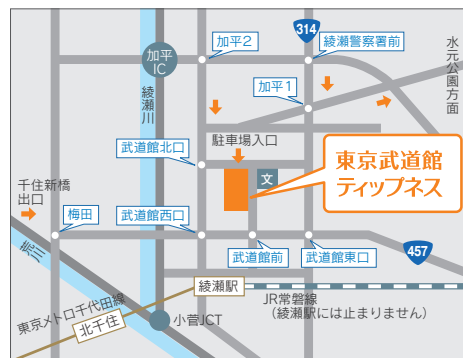 314
加平2
綾瀬警察署前
加平
IC
水元公園方面
綾瀬川
加平1
駐車場入口
武道館北口
文
東京武道館
ティップネス
千住新橋
出口
梅田
武道館西口
武道館前
武道館東口
457
荒川
綾瀬駅
JR常磐線
(綾瀬駅には止まりません)
東京メトロ千代田線
北千住
小菅JCT